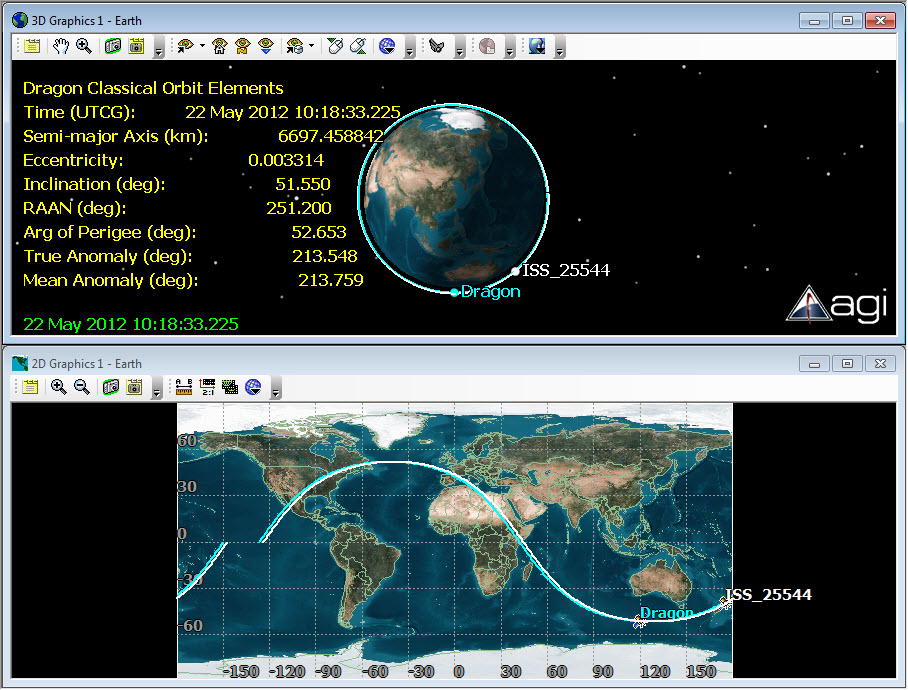 3D Graphics 1 - Earth
Dragon Classical Orbit Elements
Time (UTCG): 22 May 2012 10:18:33.225
Semi-major Axis (km): 6697.458842
Eccentricity: 0.003314
Inclination (deg): 51.550
RAAN (deg): 251.200
Arg of Perigee (deg): 52.653
True Anomaly (deg): 213.548
Mean Anomaly (deg): 213.759
ISS_25544
Dragon
22 May 2012 10:18:33.225
agi
2D Graphics 1 - Earth
A B
2:1
60
30
0
-30
-60
ISS_25544
Dragon
-150 -120 -90 -60 -30 0 30 60 90 120 150